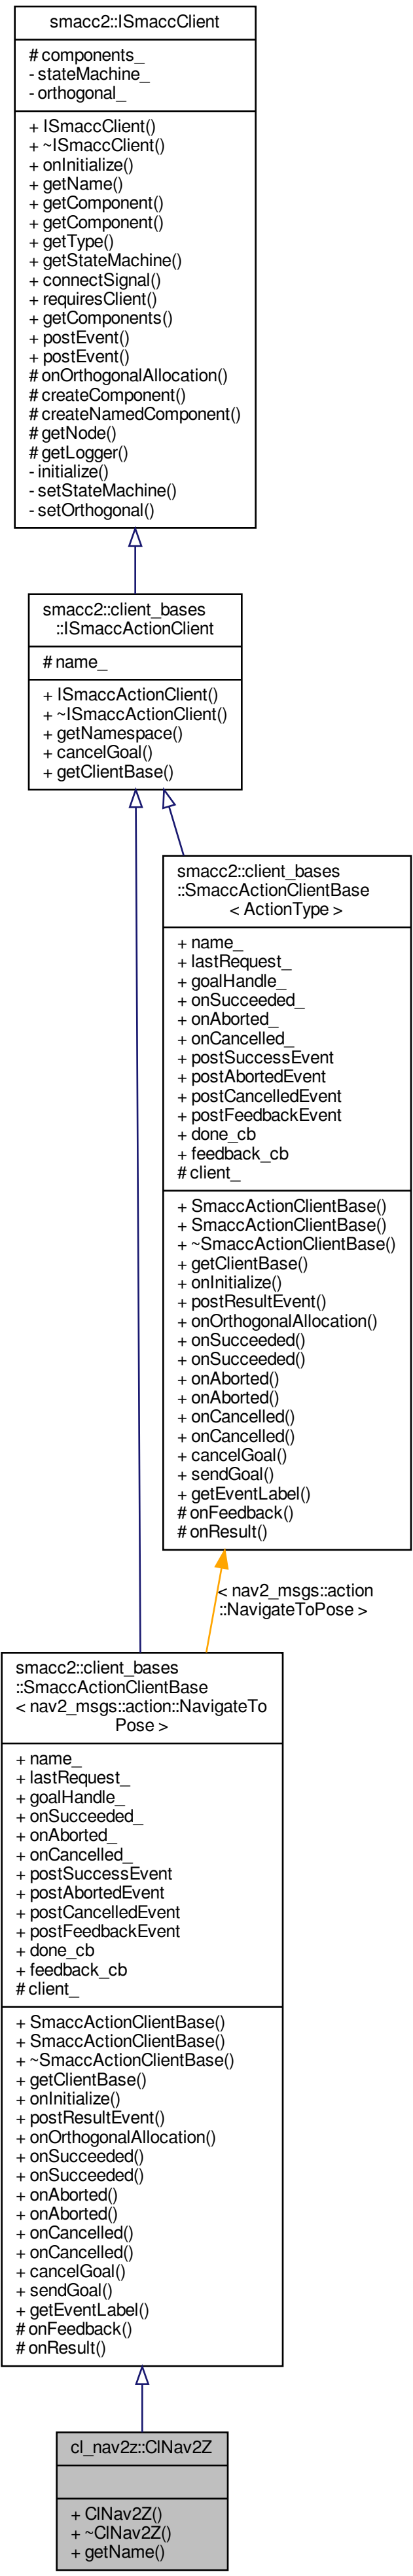 smacc2::ISmaccClient
# components_
- stateMachine_
- orthogonal_
+ ISmaccClient()
+ ~ISmaccClient()
+ onInitialize()
+ getName()
+ getComponent()
+ getComponent()
+ getType()
+ getStateMachine()
+ connectSignal()
+ requiresClient()
+ getComponents()
+ postEvent()
+ postEvent()
# onOrthogonalAllocation()
# createComponent()
# createNamedComponent()
# getNode()
# getLogger()
- initialize()
- setStateMachine()
- setOrthogonal()
smacc2::client_bases
::ISmaccActionClient
# name_
+ ISmaccActionClient()
+ ~ISmaccActionClient()
+ getNamespace()
+ cancelGoal()
+ getClientBase()
smacc2::client_bases
::SmaccActionClientBase
< ActionType >
+ name_
+ lastRequest_
+ goalHandle_
+ onSucceeded_
+ onAborted_
+ onCancelled_
+ postSuccessEvent
+ postAbortedEvent
+ postCancelledEvent
+ postFeedbackEvent
+ done_cb
+ feedback_cb
# client_
+ SmaccActionClientBase()
+ SmaccActionClientBase()
+ ~SmaccActionClientBase()
+ getClientBase()
+ onInitialize()
+ postResultEvent()
+ onOrthogonalAllocation()
+ onSucceeded()
+ onSucceeded()
+ onAborted()
+ onAborted()
+ onCancelled()
+ onCancelled()
+ cancelGoal()
+ sendGoal()
+ getEventLabel()
# onFeedback()
# onResult()
< nav2_msgs::action
::NavigateToPose >
smacc2::client_bases
::SmaccActionClientBase
< nav2_msgs::action::NavigateTo
Pose >
+ name_
+ lastRequest_
+ goalHandle_
+ onSucceeded_
+ onAborted_
+ onCancelled_
+ postSuccessEvent
+ postAbortedEvent
+ postCancelledEvent
+ postFeedbackEvent
+ done_cb
+ feedback_cb
# client_
+ SmaccActionClientBase()
+ SmaccActionClientBase()
+ ~SmaccActionClientBase()
+ getClientBase()
+ onInitialize()
+ postResultEvent()
+ onOrthogonalAllocation()
+ onSucceeded()
+ onSucceeded()
+ onAborted()
+ onAborted()
+ onCancelled()
+ onCancelled()
+ cancelGoal()
+ sendGoal()
+ getEventLabel()
# onFeedback()
# onResult()
cl_nav2z::ClNav2Z
+ ClNav2Z()
+ ~ClNav2Z()
+ getName()